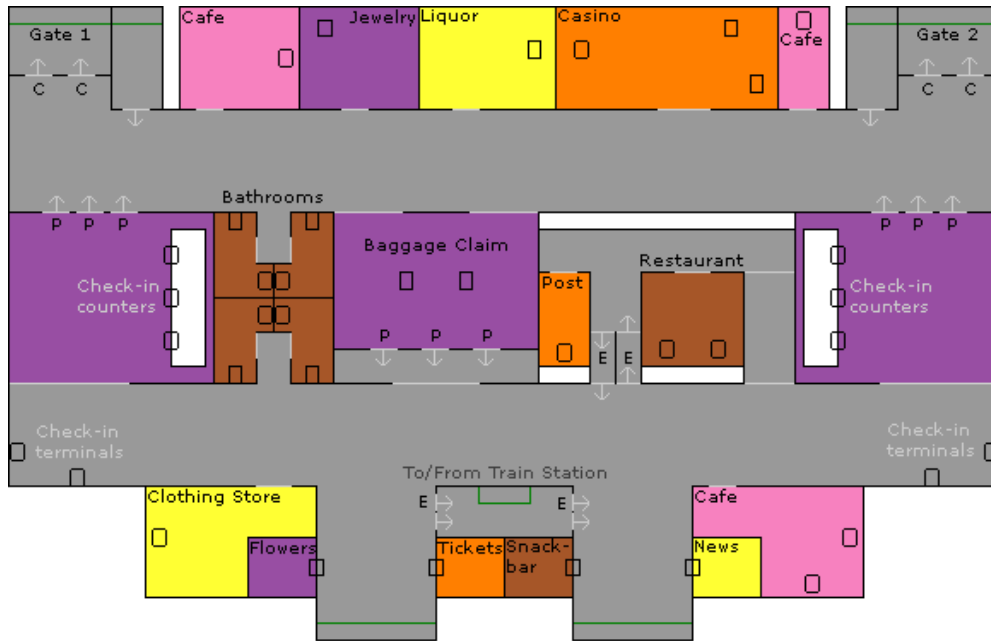 Cafe
Jewelry
Liquor
Casino
Cafe
Gate 1
Gate 2
C C
C C
Bathrooms
P P P
P P P
Baggage Claim
Restaurant
Check-in
counters
Post
Check-in
counters
P P P
E E
Check-in
terminals
Check-in
terminals
To/From Train Station
Clothing Store
E
E
Cafe
Flowers
Tickets
Snack-
bar
News